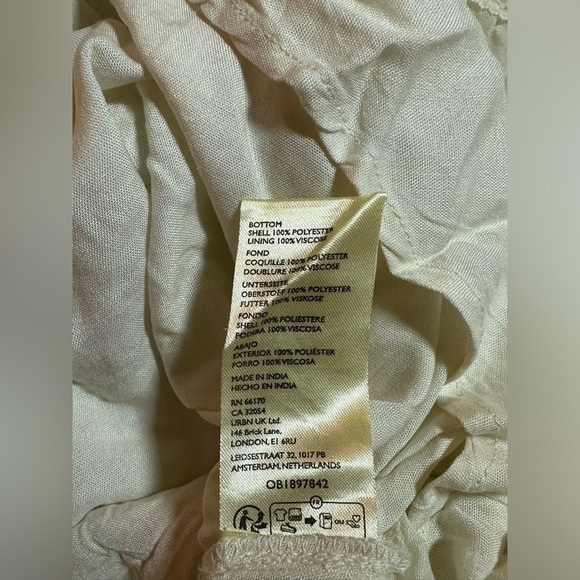 BOTTOM
SHELL 100% POLYESTER
LINING 100% VISCOSE
FOND
COQUILLE 100% POLYESTER
DOUBLURE 100% VISCOSE
UNTERSEITE
OBERSTOFF 100% POLYESTER
FUTTER 100% VISKOSE
FONDO
SHELL 100% POLIESTERE
FODERA 100% VISCOSA
ABAJO
EXTERIOR 100% POLIÉSTER
FORRO 100% VISCOSA
MADE IN INDIA
HECHO EN INDIA
RN 66170
CA 32054
URBN UK Ltd.
146 Brick Lane,
LONDON, E1 6RU
LEIDSESTRAAT 32, 1017 PB
AMSTERDAM, NETHERLANDS
OB1897842
FR
OU